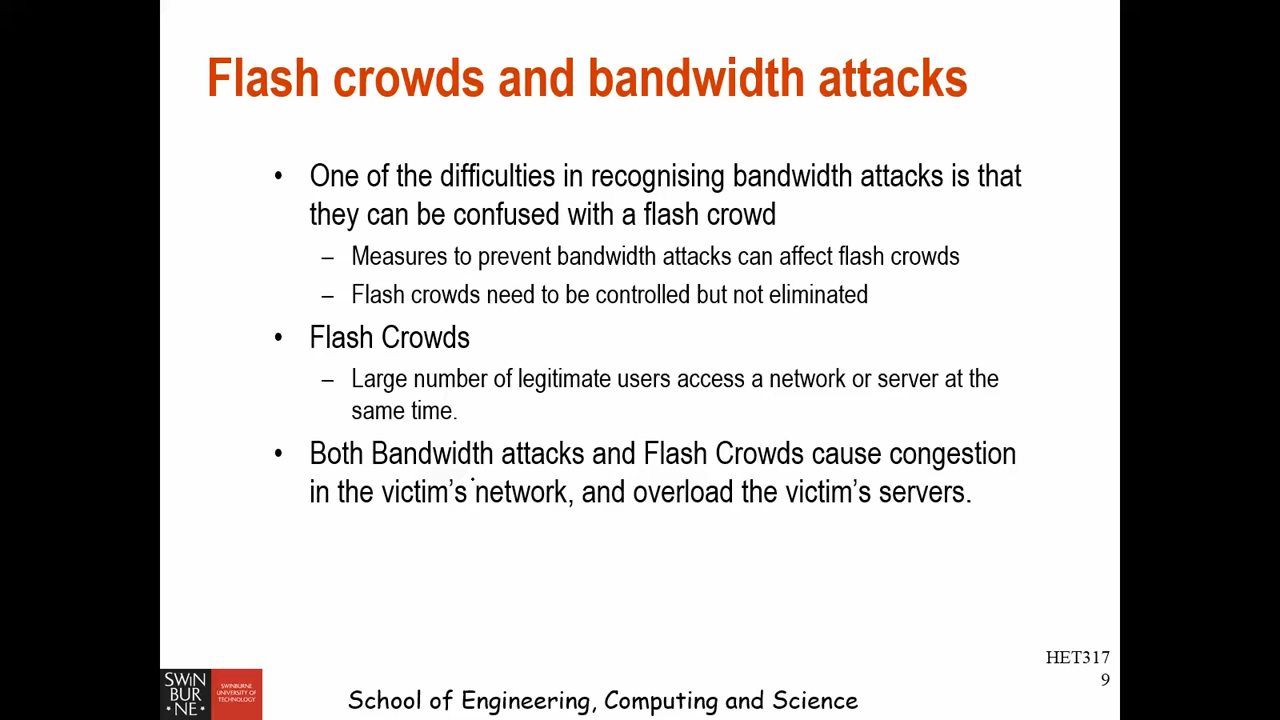 Flash crowds and bandwidth attacks
• One of the difficulties in recognising bandwidth attacks is that
they can be confused with a flash crowd
– Measures to prevent bandwidth attacks can affect flash crowds
– Flash crowds need to be controlled but not eliminated
• Flash Crowds
– Large number of legitimate users access a network or server at the
same time.
• Both Bandwidth attacks and Flash Crowds cause congestion
in the victim’s network, and overload the victim’s servers.
HET317
9
SWIN
BUR
NE
SWINBURNE
UNIVERSITY OF
TECHNOLOGY
School of Engineering, Computing and Science